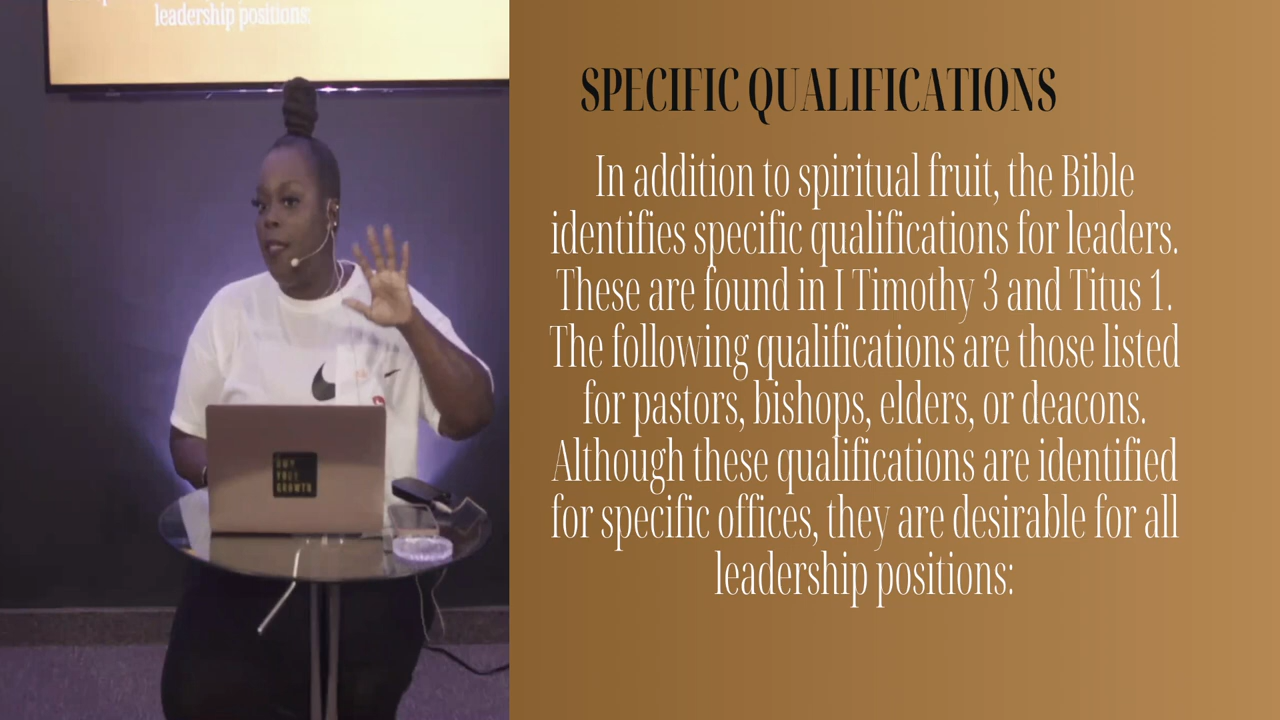 leadership positions:
SPECIFIC QUALIFICATIONS
In addition to spiritual fruit, the Bible
identifies specific qualifications for leaders.
These are found in I Timothy 3 and Titus 1.
The following qualifications are those listed
for pastors, bishops, elders, or deacons.
Although these qualifications are identified
for specific offices, they are desirable for all
leadership positions:
GROWTH